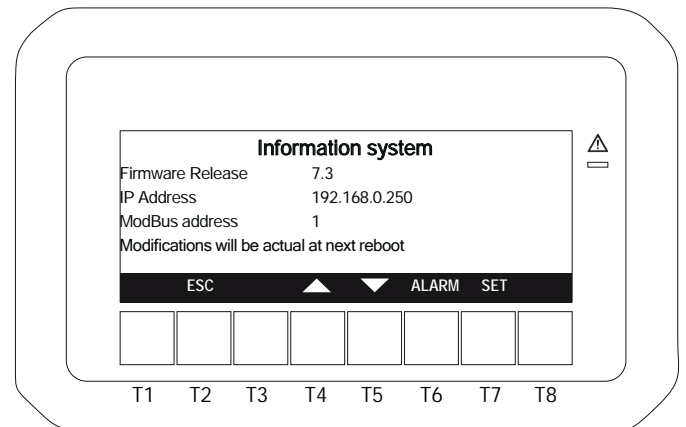 Information system
Firmware Release 7.3
IP Address 192.168.0.250
ModBus address 1
Modifications will be actual at next reboot
ESC ALARM SET
T1 T2 T3 T4 T5 T6 T7 T8